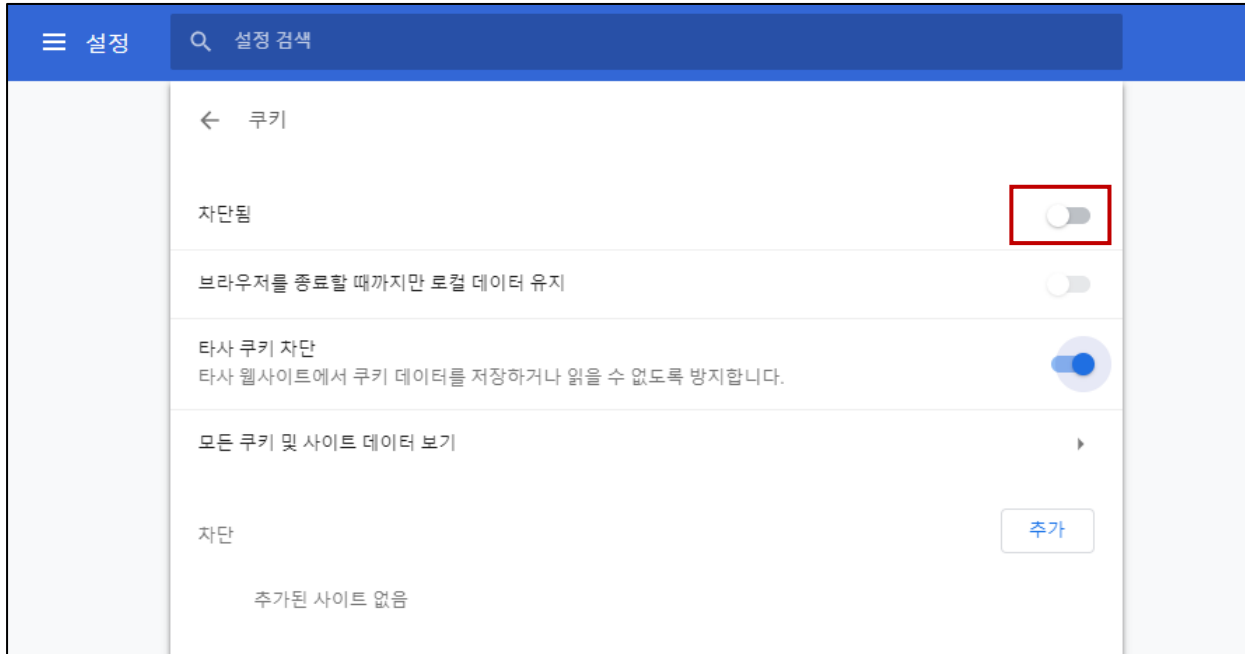 설정
설정 검색
쿠키
차단됨
브라우저를 종료할 때까지만 로컬 데이터 유지
타사 쿠키 차단
타사 웹사이트에서 쿠키 데이터를 저장하거나 읽을 수 없도록 방지합니다.
모든 쿠키 및 사이트 데이터 보기
차단
추가
추가된 사이트 없음